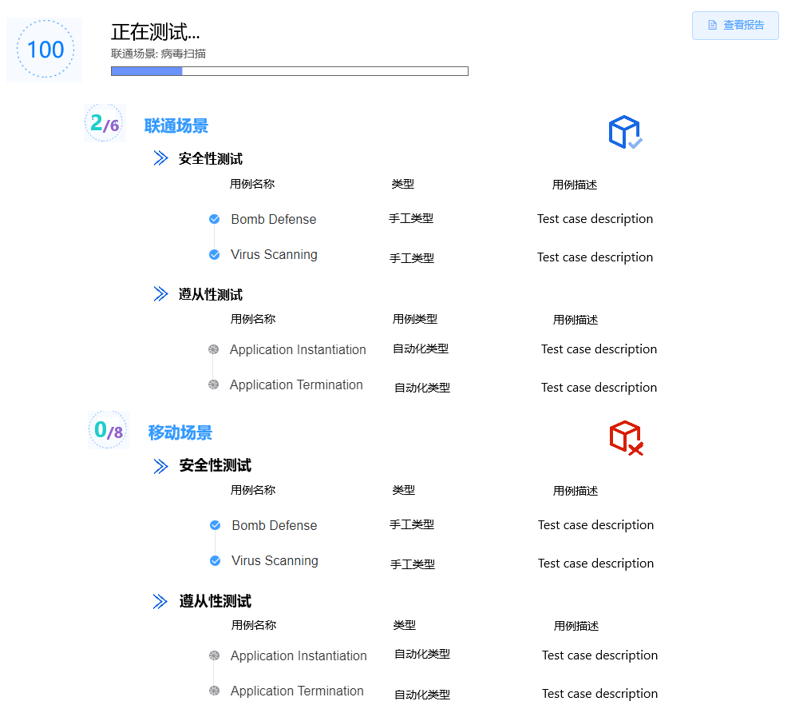 100
正在测试...
联通场景: 病毒扫描
查看报告
2/6 联通场景
安全性测试
用例名称 类型 用例描述
Bomb Defense 手工类型 Test case description
Virus Scanning 手工类型 Test case description
遵从性测试
用例名称 用例类型 用例描述
Application Instantiation 自动化类型 Test case description
Application Termination 自动化类型 Test case description
0/8 移动场景
安全性测试
用例名称 类型 用例描述
Bomb Defense 手工类型 Test case description
Virus Scanning 手工类型 Test case description
遵从性测试
用例名称 类型 用例描述
Application Instantiation 自动化类型 Test case description
Application Termination 自动化类型 Test case description